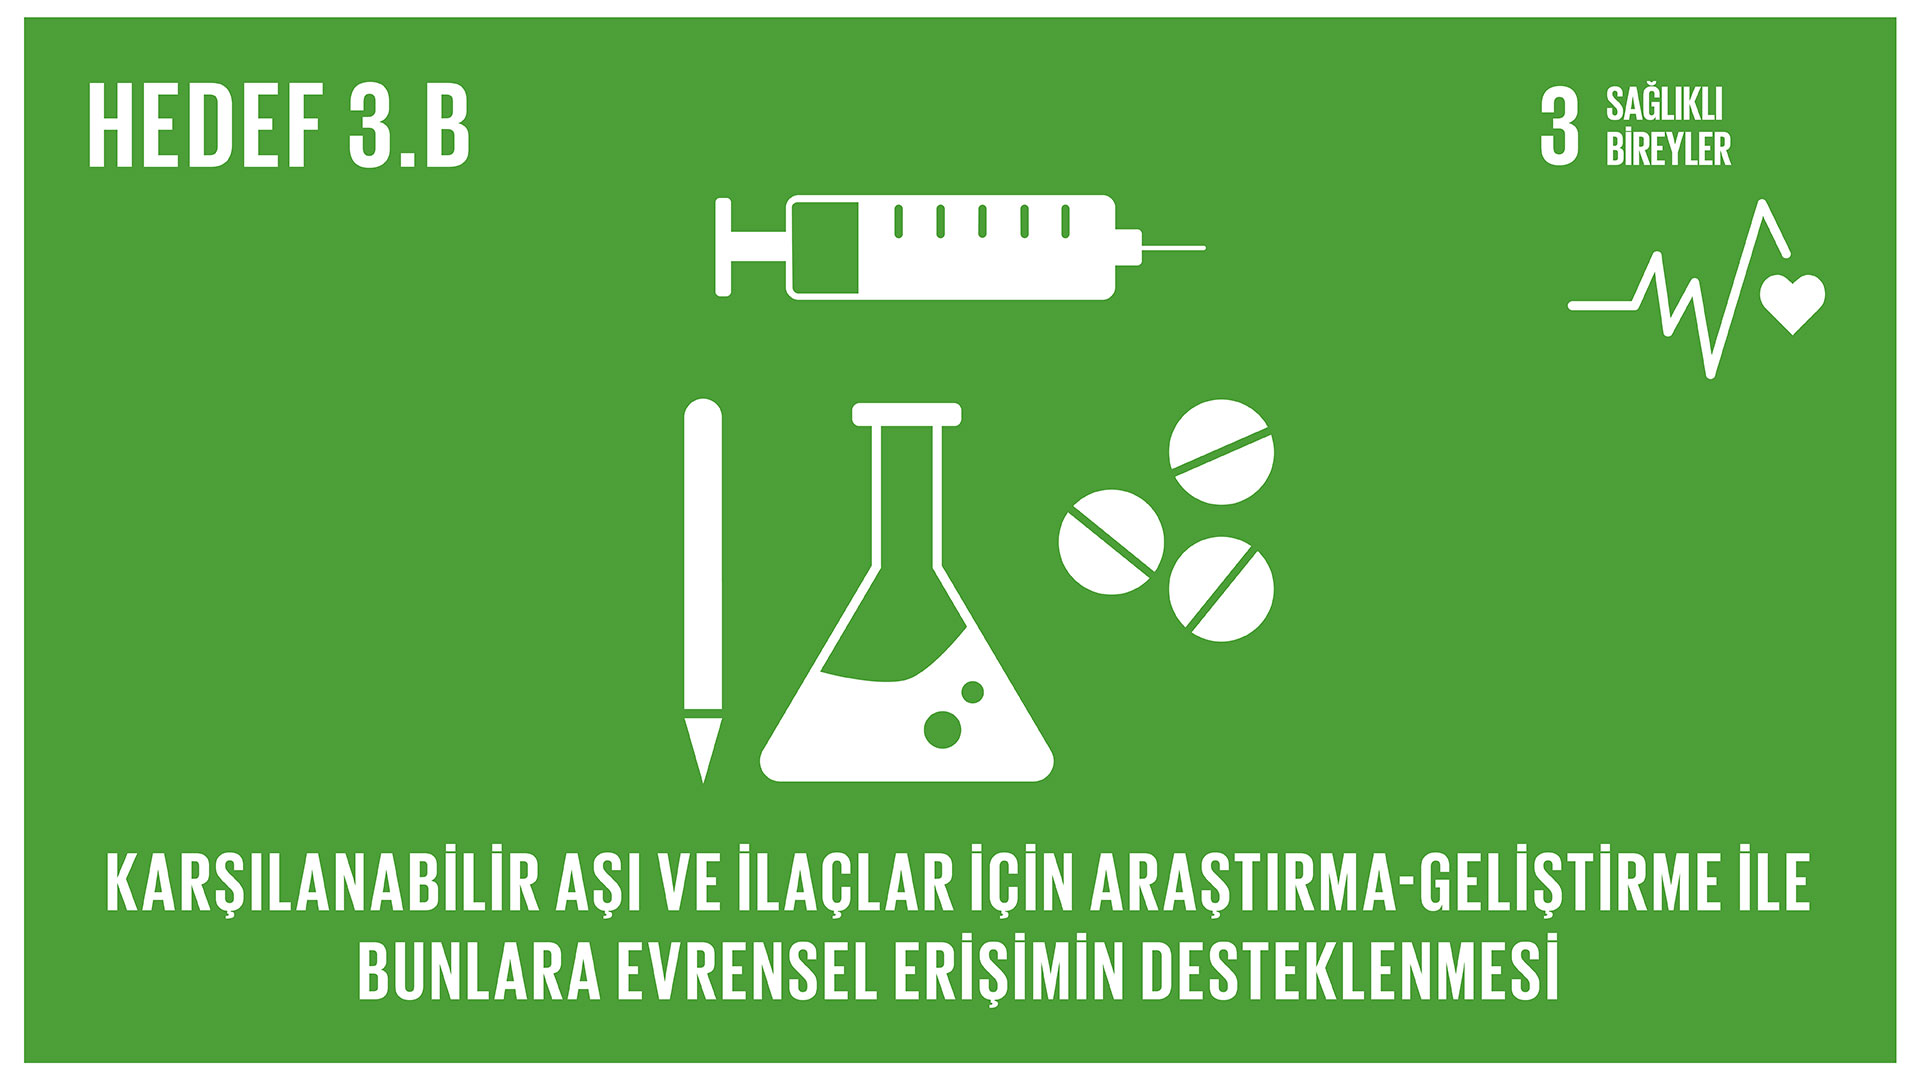 HEDEF 3.B
3 SAĞLIKLI
BİREYLER
KARŞILANABİLİR AŞI VE İLAÇLAR İÇİN ARAŞTIRMA-GELİŞTİRME İLE
BUNLARA EVRENSEL ERİŞİMİN DESTEKLENMESİ